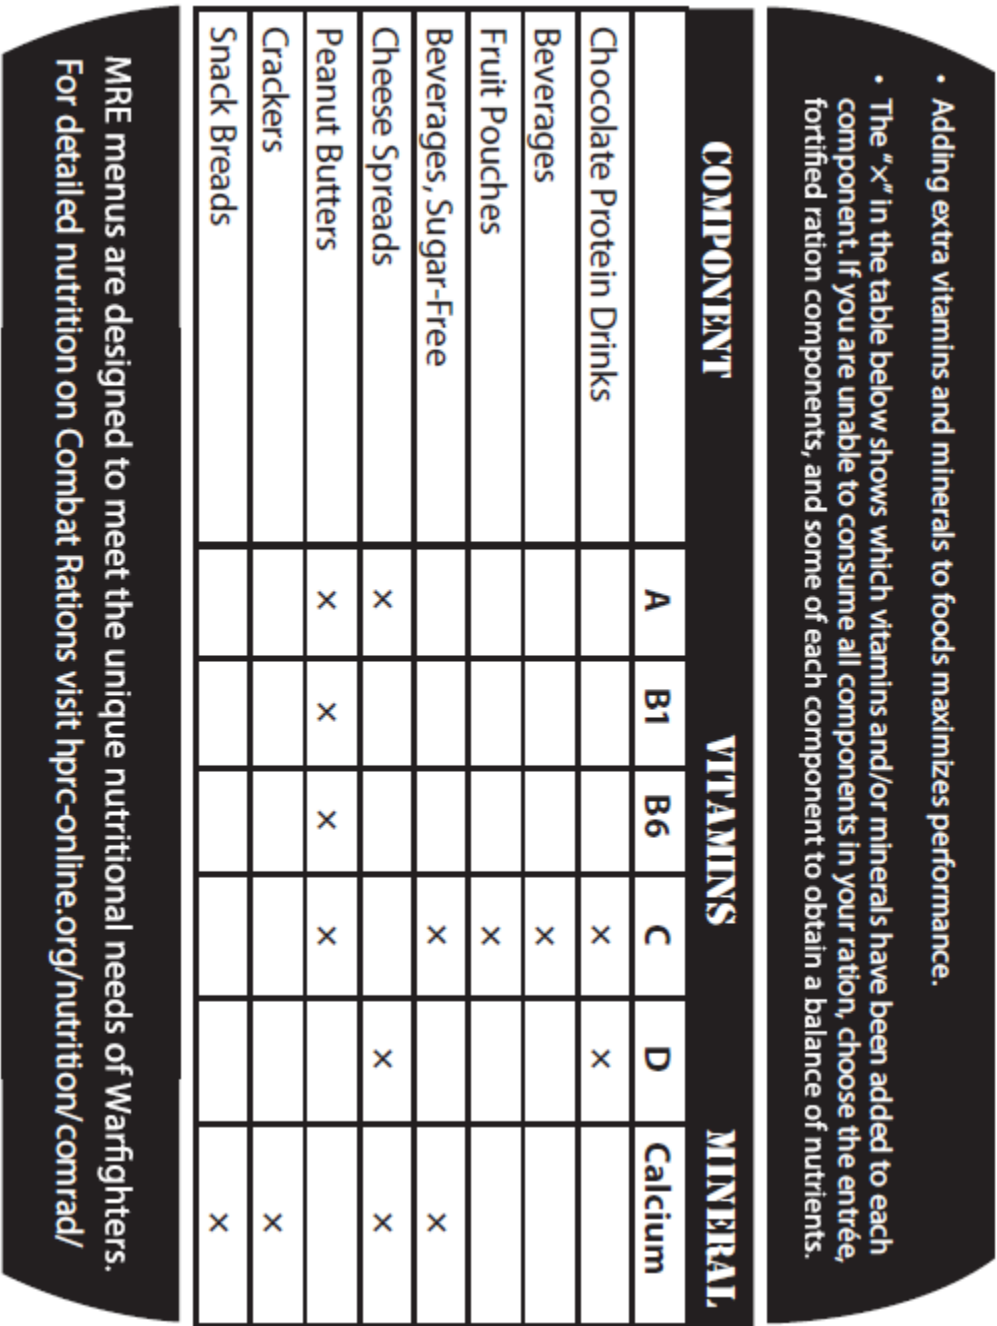 • Adding extra vitamins and minerals to foods maximizes performance.
• The "x" in the table below shows which vitamins and/or minerals have been added to each
component. If you are unable to consume all components in your ration, choose the entrée,
fortified ration components, and some of each component to obtain a balance of nutrients.
COMPONENT VITAMINS MINERAL
A B1 B6 C D Calcium
Chocolate Protein Drinks x x
Beverages x
Fruit Pouches x
Beverages, Sugar-Free x x
Cheese Spreads x x x
Peanut Butters x x x x
Crackers x
Snack Breads x
MRE menus are designed to meet the unique nutritional needs of Warfighters.
For detailed nutrition on Combat Rations visit hprc-online.org/nutrition/comrad/